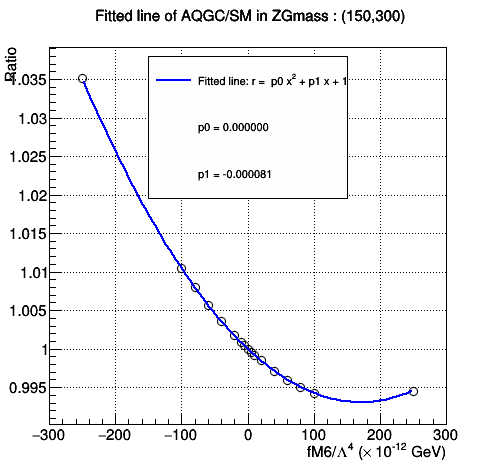 Fitted line of AQGC/SM in ZGmass : (150,300)
Ratio
Fitted line: r = p0 x² + p1 x + 1
p0 = 0.000000
p1 = -0.000081
1.035
1.03
1.025
1.02
1.015
1.01
1.005
1
0.995
−300 −200 −100 0 100 200 300
fM6/Λ⁴ (× 10⁻¹² GeV)